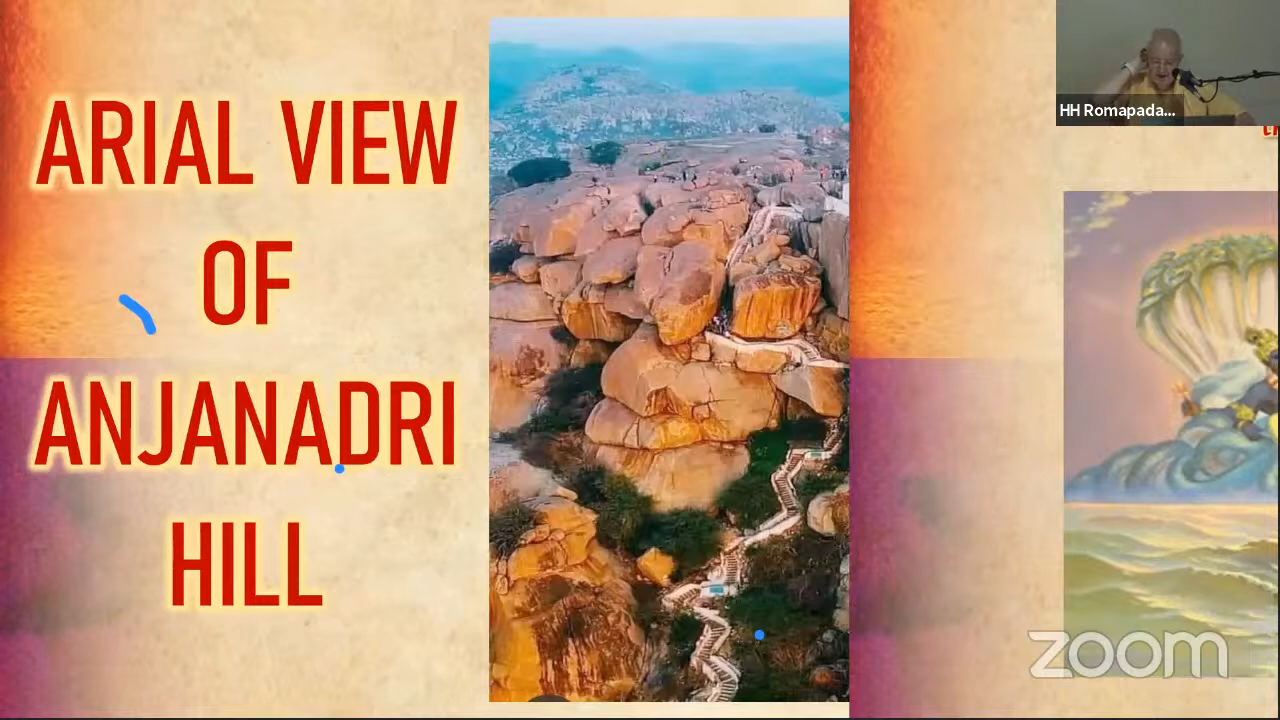 ARIAL VIEW
OF
ANJANADRI
HILL
HH Romapada...
zoom